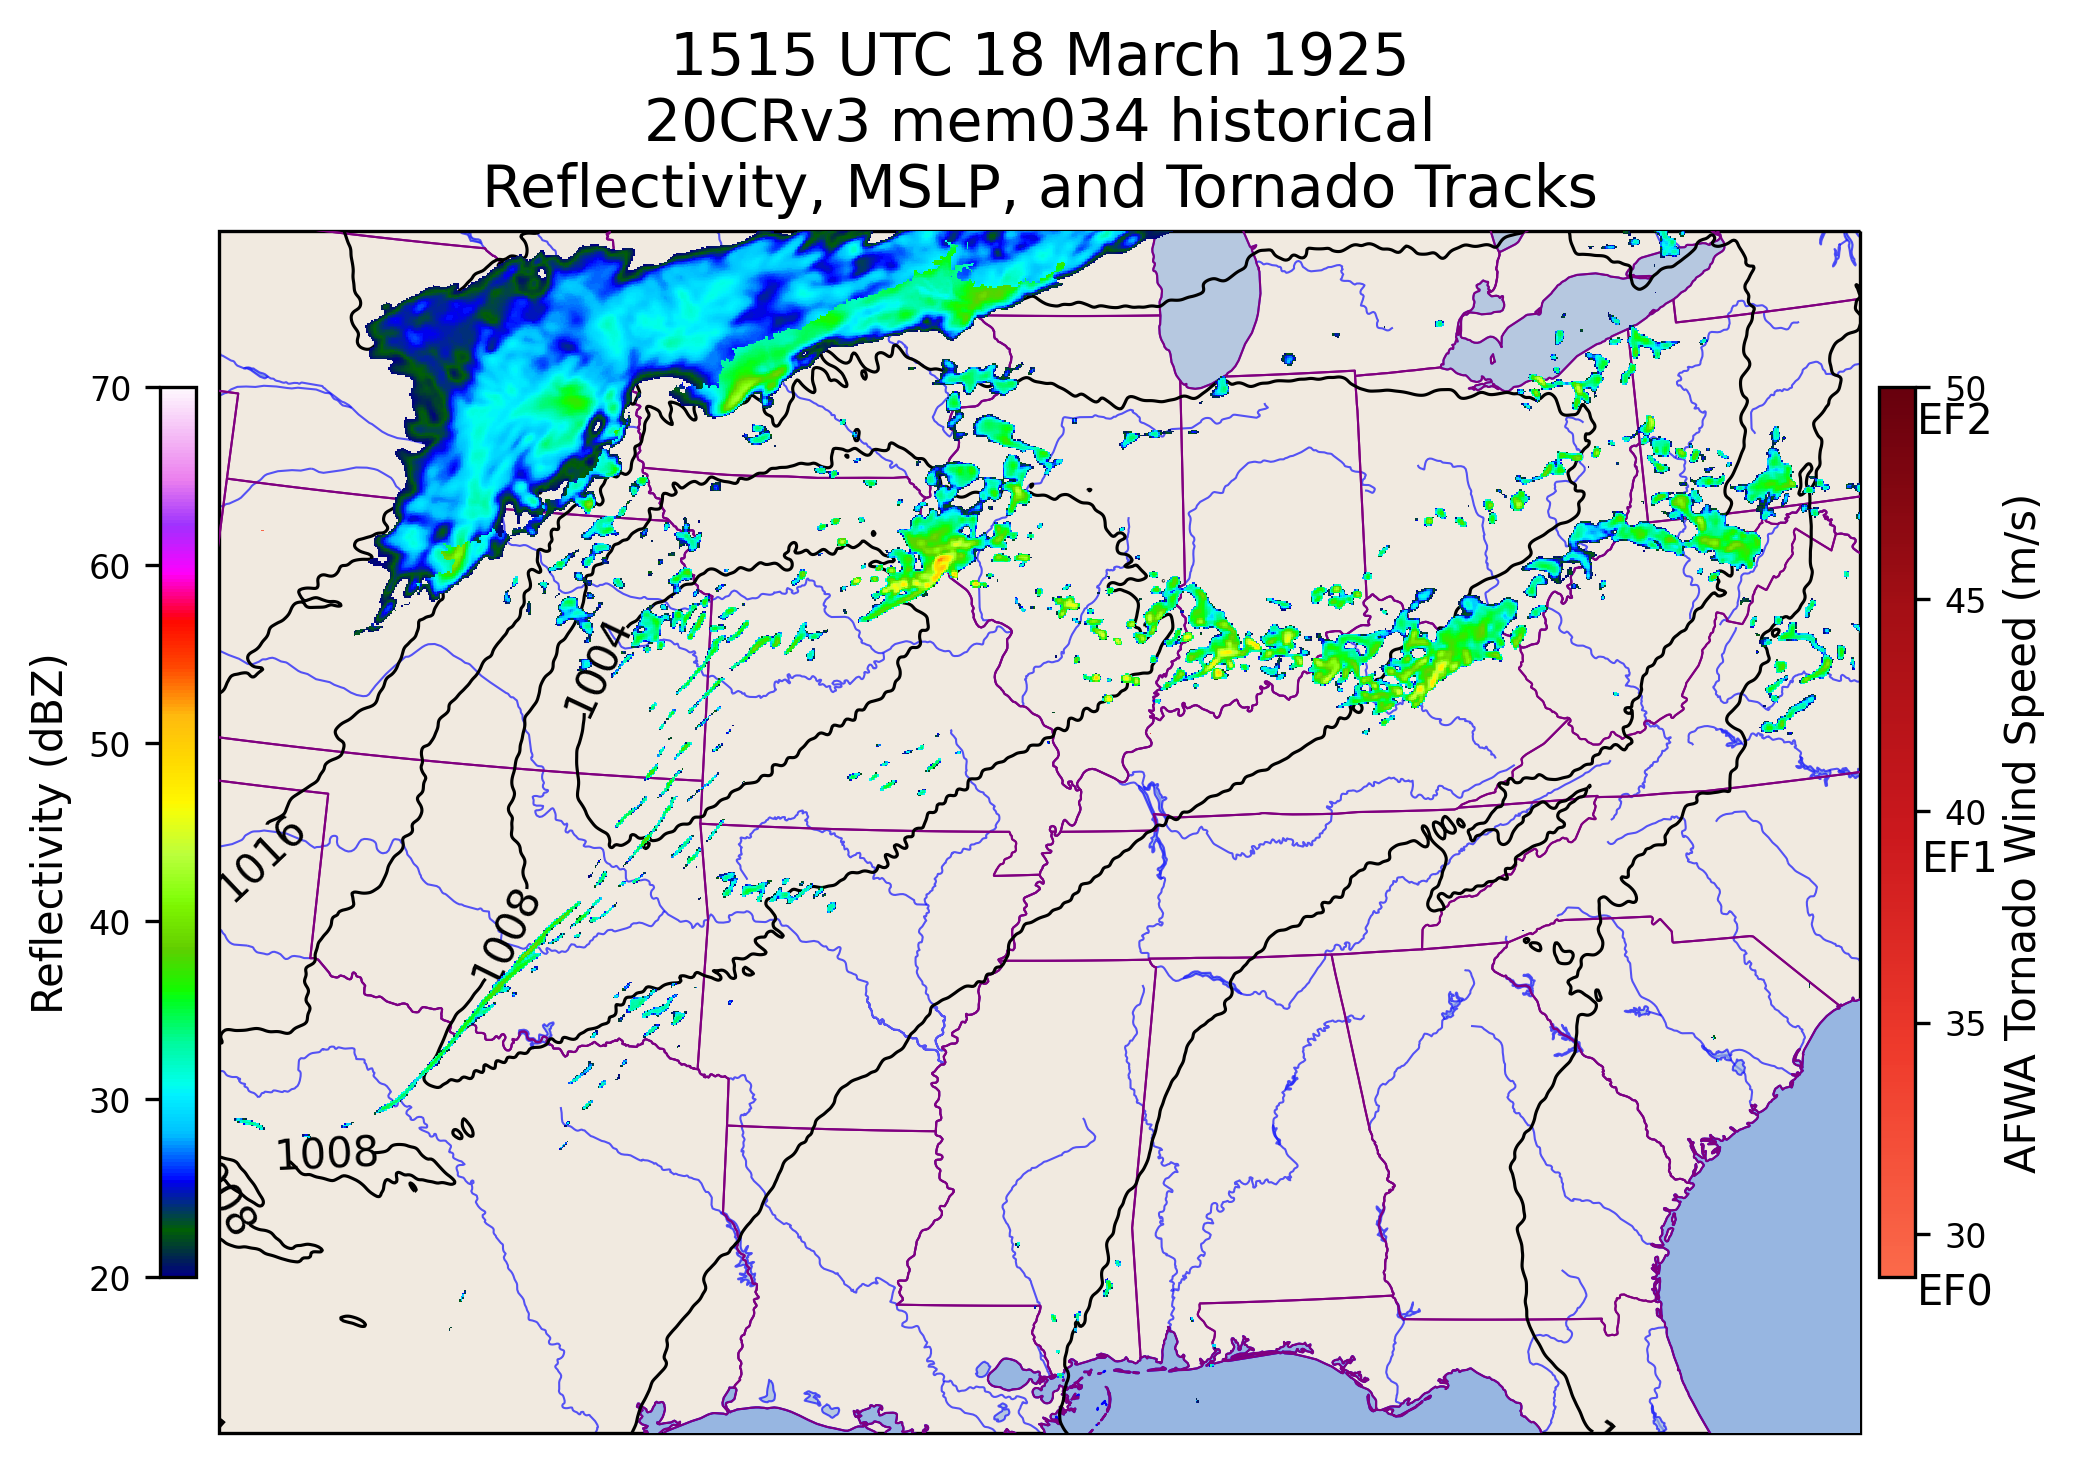 1515 UTC 18 March 1925
20CRv3 mem034 historical
Reflectivity, MSLP, and Tornado Tracks
Reflectivity (dBZ)
70
60
50
40
30
20
1004
1016
1008
1008
50
EF2
45
40
EF1
35
30
EF0
AFWA Tornado Wind Speed (m/s)